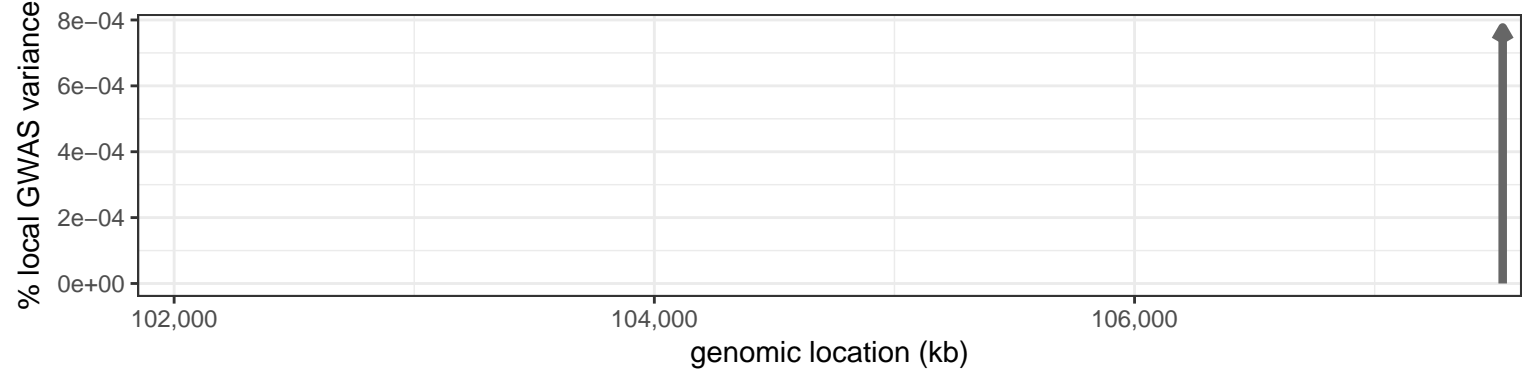 % local GWAS variance
8e−04
6e−04
4e−04
2e−04
0e+00
102,000
104,000
106,000
genomic location (kb)